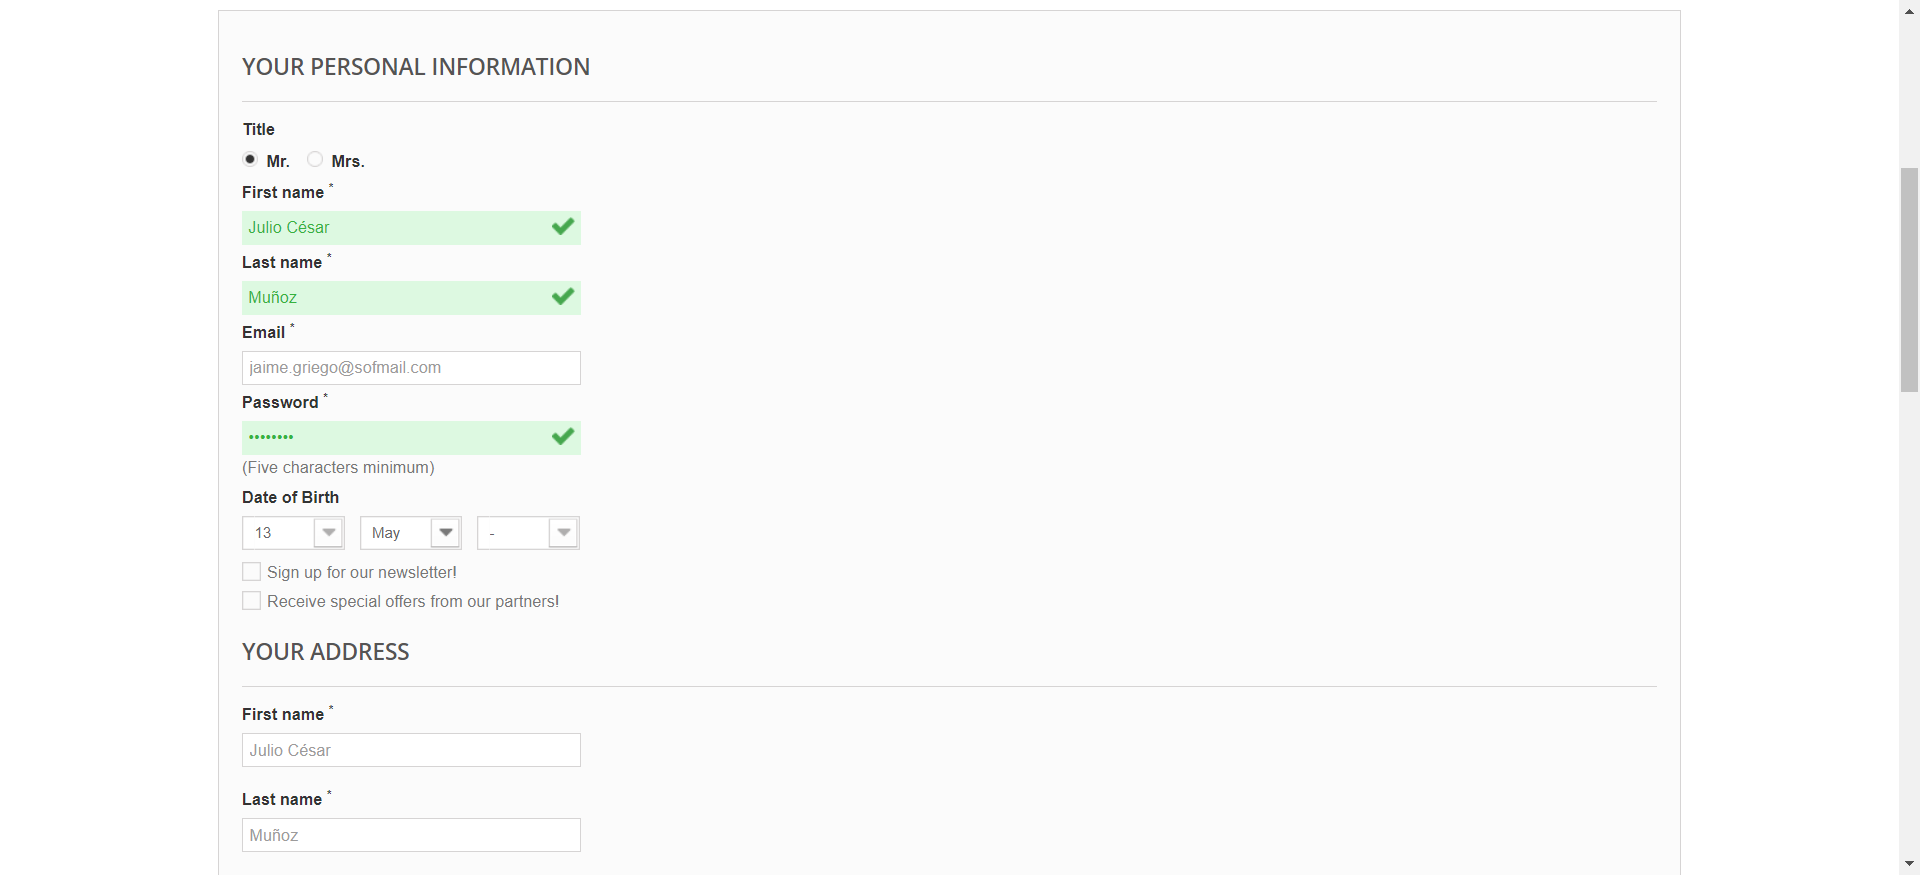 YOUR PERSONAL INFORMATION
Title
Mr. Mrs.
First name *
Julio César
Last name *
Muñoz
Email *
jaime.griego@sofmail.com
Password *
••••••••
(Five characters minimum)
Date of Birth
13 May -
Sign up for our newsletter!
Receive special offers from our partners!
YOUR ADDRESS
First name *
Julio César
Last name *
Muñoz